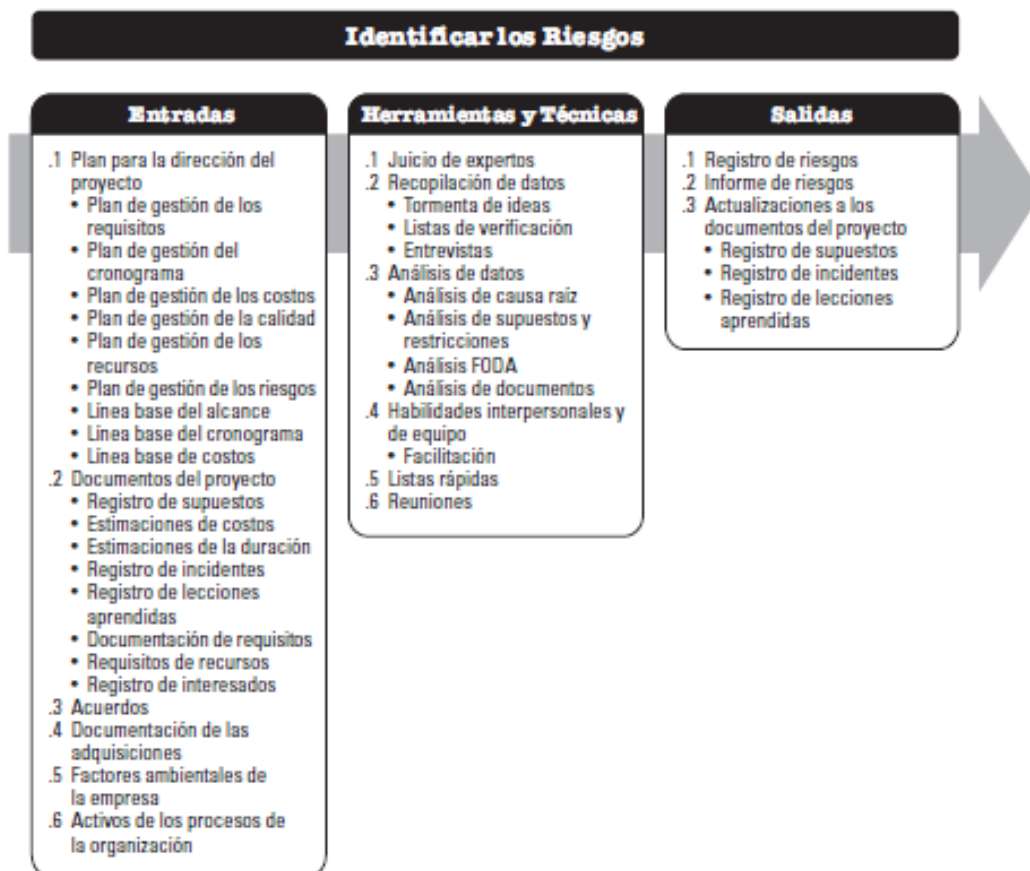 Identificar los Riesgos
Entradas
.1 Plan para la dirección del
proyecto
• Plan de gestión de los
requisitos
• Plan de gestión del
cronograma
• Plan de gestión de los costos
• Plan de gestión de la calidad
• Plan de gestión de los
recursos
• Plan de gestión de los riesgos
• Línea base del alcance
• Línea base del cronograma
• Línea base de costos
.2 Documentos del proyecto
• Registro de supuestos
• Estimaciones de costos
• Estimaciones de la duración
• Registro de incidentes
• Registro de lecciones
aprendidas
• Documentación de requisitos
• Requisitos de recursos
• Registro de interesados
.3 Acuerdos
.4 Documentación de las
adquisiciones
.5 Factores ambientales de
la empresa
.6 Activos de los procesos de
la organización
Herramientas y Técnicas
.1 Juicio de expertos
.2 Recopilación de datos
• Tormenta de ideas
• Listas de verificación
• Entrevistas
.3 Análisis de datos
• Análisis de causa raíz
• Análisis de supuestos y
restricciones
• Análisis FODA
• Análisis de documentos
.4 Habilidades interpersonales y
de equipo
• Facilitación
.5 Listas rápidas
.6 Reuniones
Salidas
.1 Registro de riesgos
.2 Informe de riesgos
.3 Actualizaciones a los
documentos del proyecto
• Registro de supuestos
• Registro de incidentes
• Registro de lecciones
aprendidas